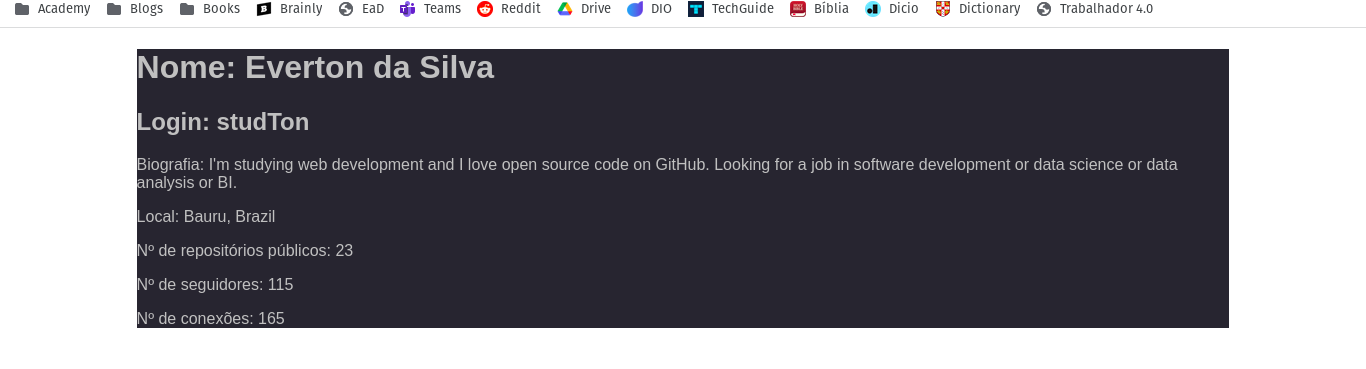 Academy Blogs Books Brainly EaD Teams Reddit Drive DIO TechGuide Bíblia Dicio Dictionary Trabalhador 4.0
Nome: Everton da Silva
Login: studTon
Biografia: I'm studying web development and I love open source code on GitHub. Looking for a job in software development or data science or data
analysis or BI.
Local: Bauru, Brazil
Nº de repositórios públicos: 23
Nº de seguidores: 115
Nº de conexões: 165